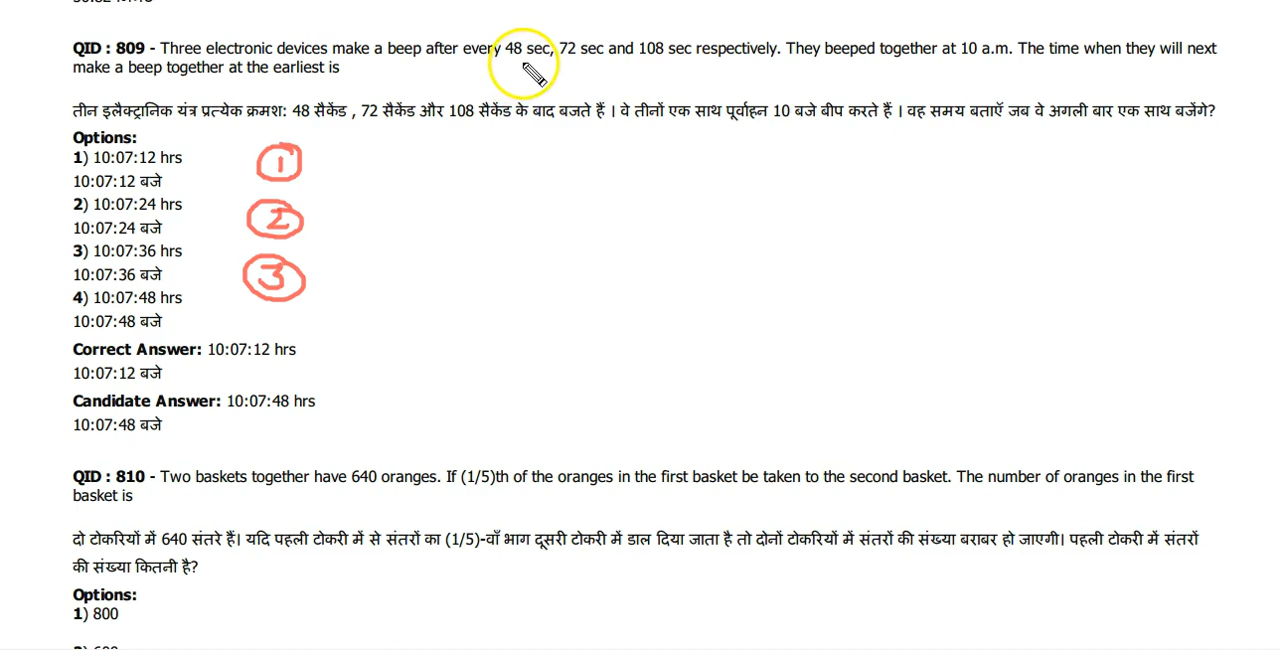 QID : 809 - Three electronic devices make a beep after every 48 sec, 72 sec and 108 sec respectively. They beeped together at 10 a.m. The time when they will next
make a beep together at the earliest is
तीन इलैक्ट्रानिक यंत्र प्रत्येक क्रमश: 48 सैकेंड , 72 सैकेंड और 108 सैकेंड के बाद बजते हैं । वे तीनों एक साथ पूर्वाहन 10 बजे बीप करते हैं । वह समय बताएँ जब वे अगली बार एक साथ बजेंगे?
Options:
1) 10:07:12 hrs
①
10:07:12 बजे
2) 10:07:24 hrs
②
10:07:24 बजे
3) 10:07:36 hrs
③
10:07:36 बजे
4) 10:07:48 hrs
10:07:48 बजे
Correct Answer: 10:07:12 hrs
10:07:12 बजे
Candidate Answer: 10:07:48 hrs
10:07:48 बजे
QID : 810 - Two baskets together have 640 oranges. If (1/5)th of the oranges in the first basket be taken to the second basket. The number of oranges in the first
basket is
दो टोकरियों में 640 संतरे हैं। यदि पहली टोकरी में से संतरों का (1/5)-वाँ भाग दूसरी टोकरी में डाल दिया जाता है तो दोनों टोकरियों में संतरों की संख्या बराबर हो जाएगी। पहली टोकरी में संतरों
की संख्या कितनी है?
Options:
1) 800